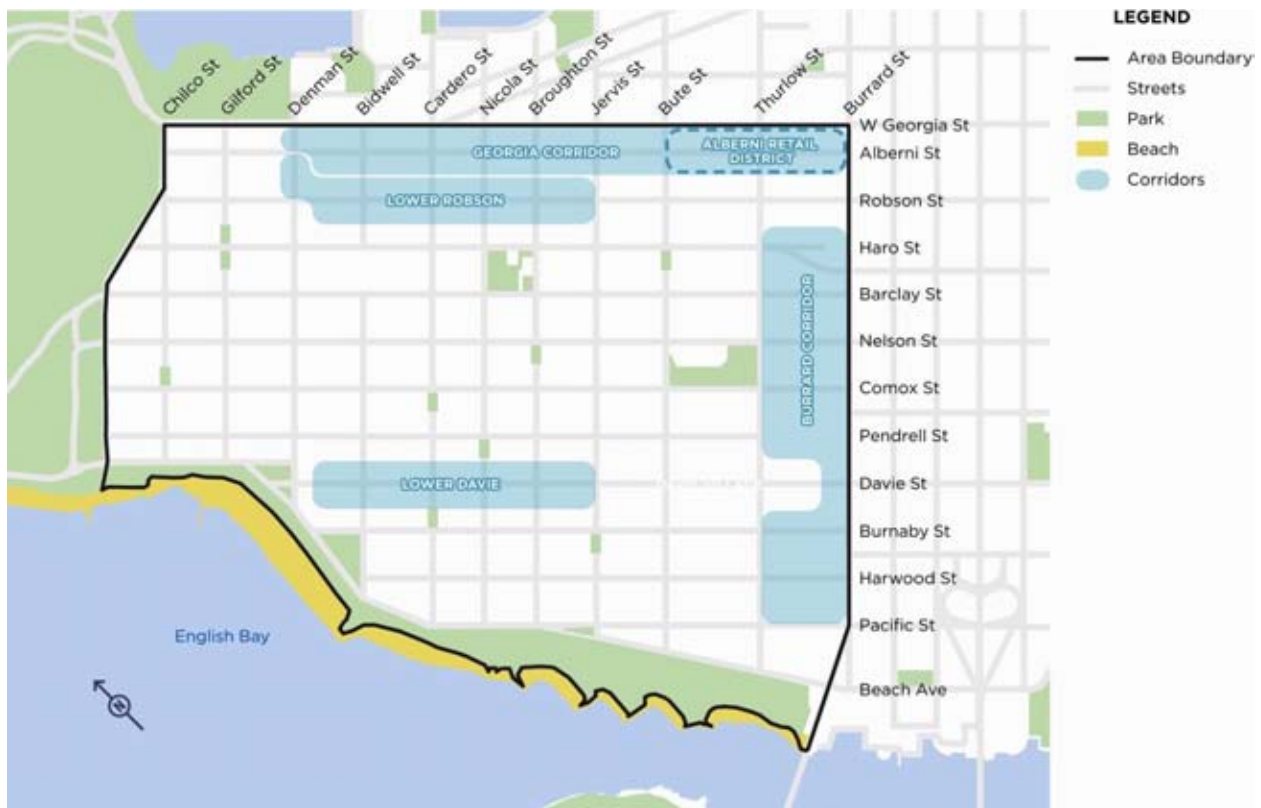 LEGEND
Area Boundary
Streets
Park
Beach
Corridors
Chilco St
Gilford St
Denman St
Bidwell St
Cardero St
Nicola St
Broughton St
Jervis St
Bute St
Thurlow St
Burrard St
W Georgia St
Alberni St
Robson St
Haro St
Barclay St
Nelson St
Comox St
Pendrell St
Davie St
Burnaby St
Harwood St
Pacific St
Beach Ave
GEORGIA CORRIDOR
ALBERNI RETAIL
DISTRICT
LOWER ROBSON
BURRARD CORRIDOR
LOWER DAVIE
English Bay
N